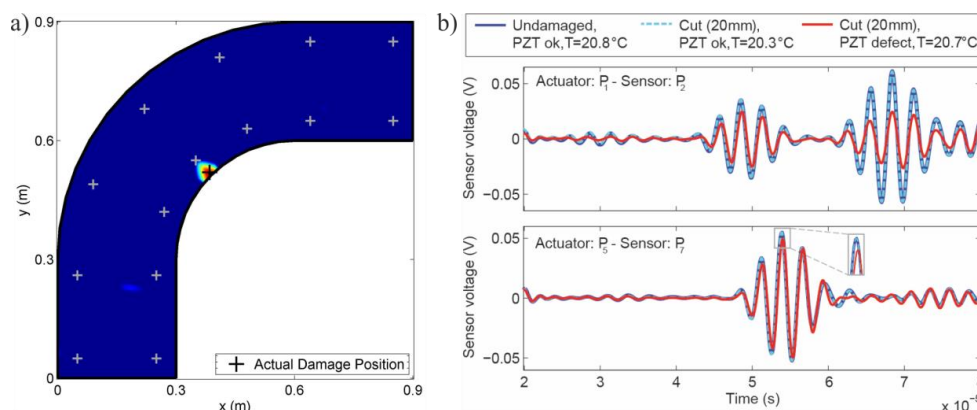 a)
0.9
0.6
0.3
0
y (m)
0
0.3
0.6
0.9
x (m)
Actual Damage Position
b)
Undamaged,
PZT ok,T=20.8°C
Cut (20mm),
PZT ok,T=20.3°C
Cut (20mm),
PZT defect,T=20.7°C
Actuator: P1 - Sensor: P2
0.05
0
−0.05
Sensor voltage (V)
Actuator: P5 - Sensor: P7
0.05
0
−0.05
Sensor voltage (V)
2
3
4
5
6
7
Time (s)